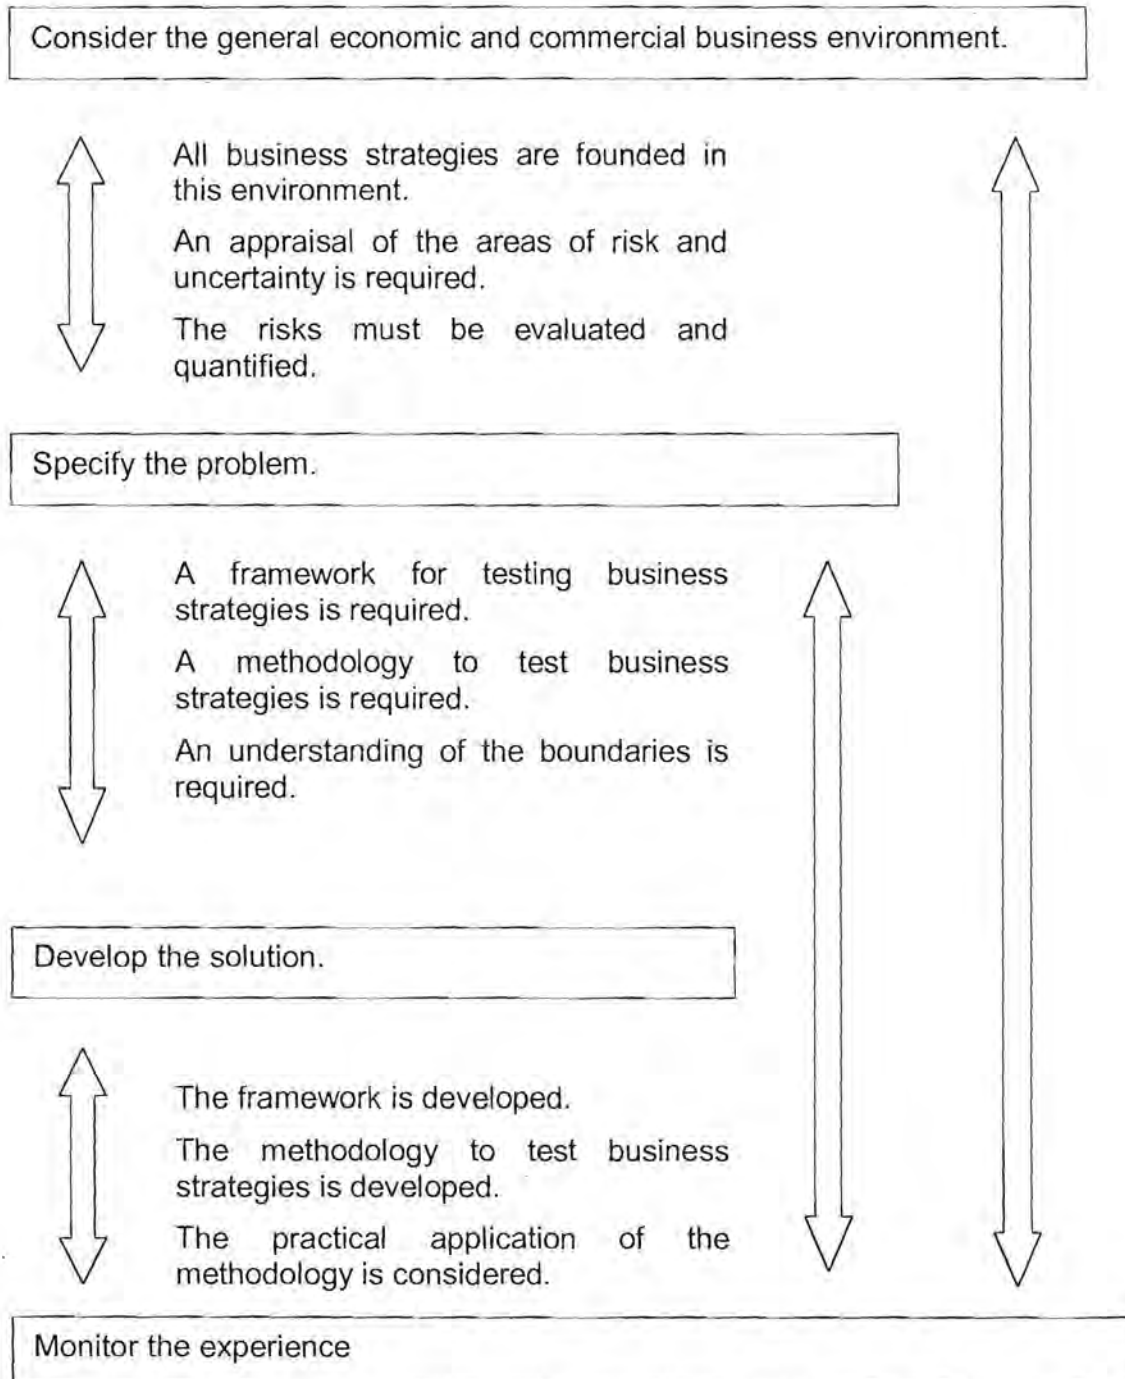 Consider the general economic and commercial business environment.
All business strategies are founded in
this environment.
An appraisal of the areas of risk and
uncertainty is required.
The risks must be evaluated and
quantified.
Specify the problem.
A framework for testing business
strategies is required.
A methodology to test business
strategies is required.
An understanding of the boundaries is
required.
Develop the solution.
The framework is developed.
The methodology to test business
strategies is developed.
The practical application of the
methodology is considered.
Monitor the experience